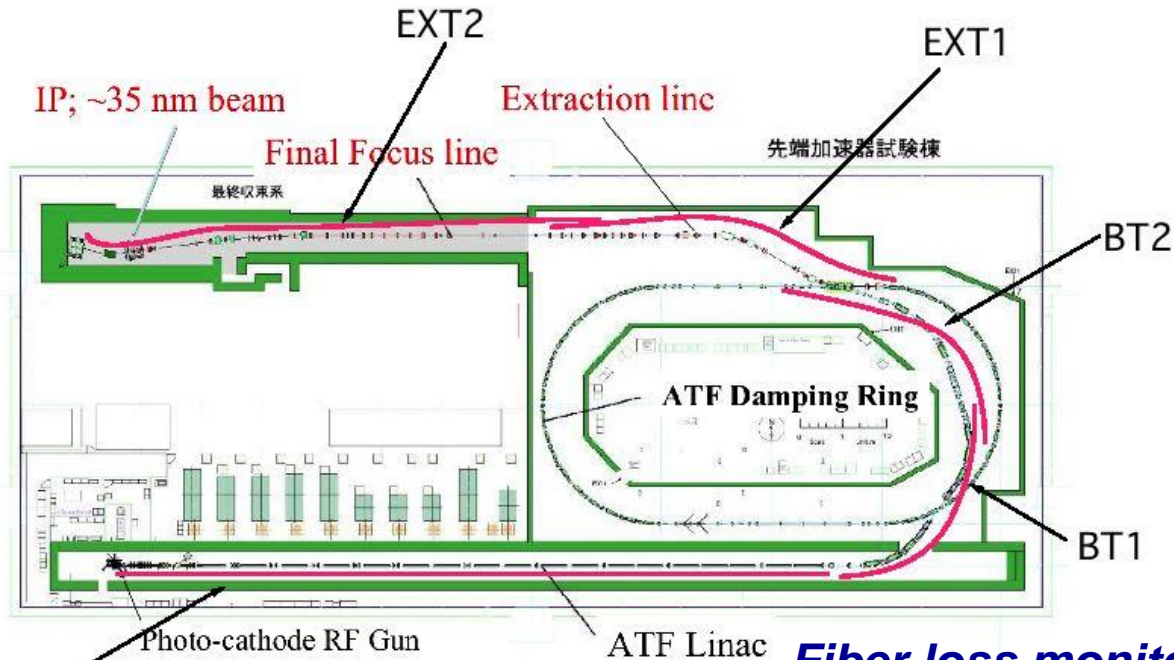 EXT2
EXT1
IP; ~35 nm beam
Extraction linc
先端加速器試験棟
Final Focus line
最終収束系
BT2
ATF Damping Ring
BT1
Photo-cathode RF Gun
ATF Linac